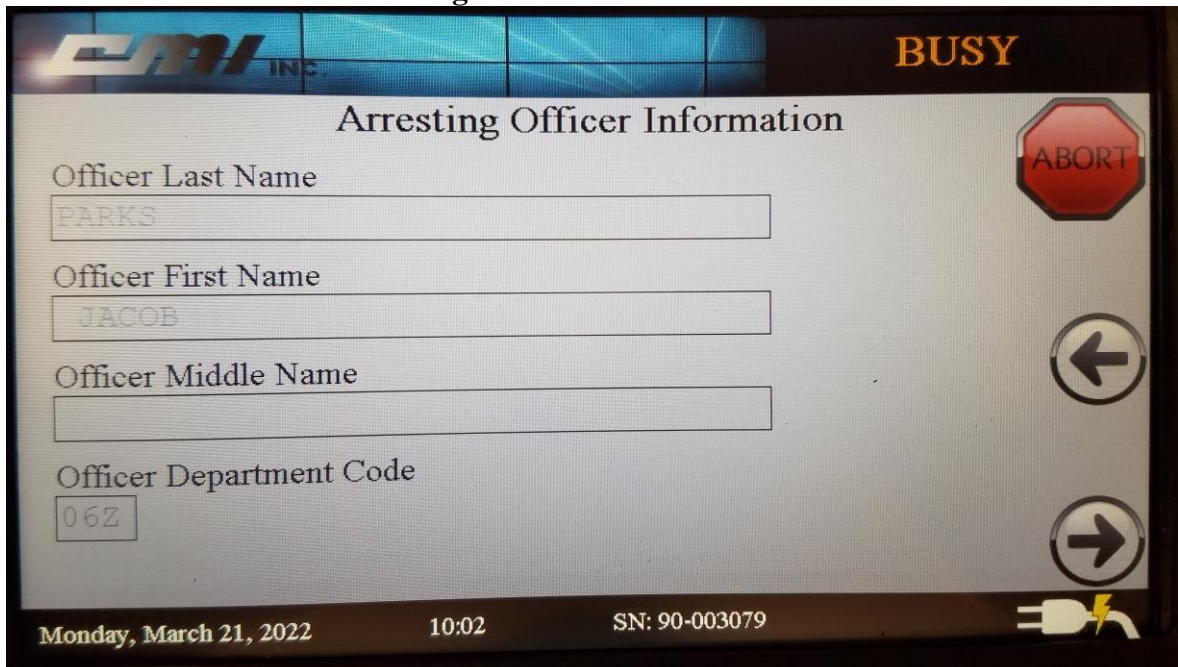 CMI INC.
BUSY
Arresting Officer Information
ABORT
Officer Last Name
PARKS
Officer First Name
JACOB
Officer Middle Name
Officer Department Code
06Z
Monday, March 21, 2022 10:02 SN: 90-003079